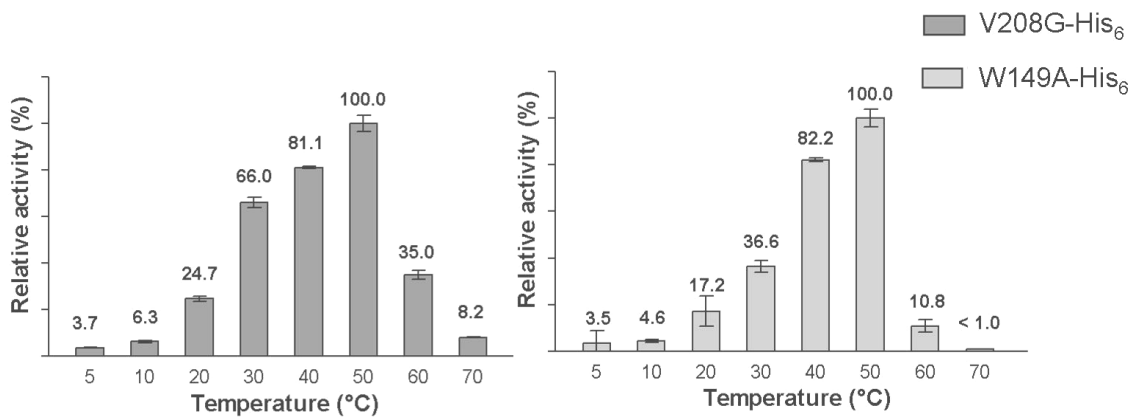 V208G-His6
W149A-His6
Relative activity (%)
3.7
6.3
24.7
66.0
81.1
100.0
35.0
8.2
5 10 20 30 40 50 60 70
Temperature (°C)
Relative activity (%)
3.5
4.6
17.2
36.6
82.2
100.0
10.8
< 1.0
5 10 20 30 40 50 60 70
Temperature (°C)